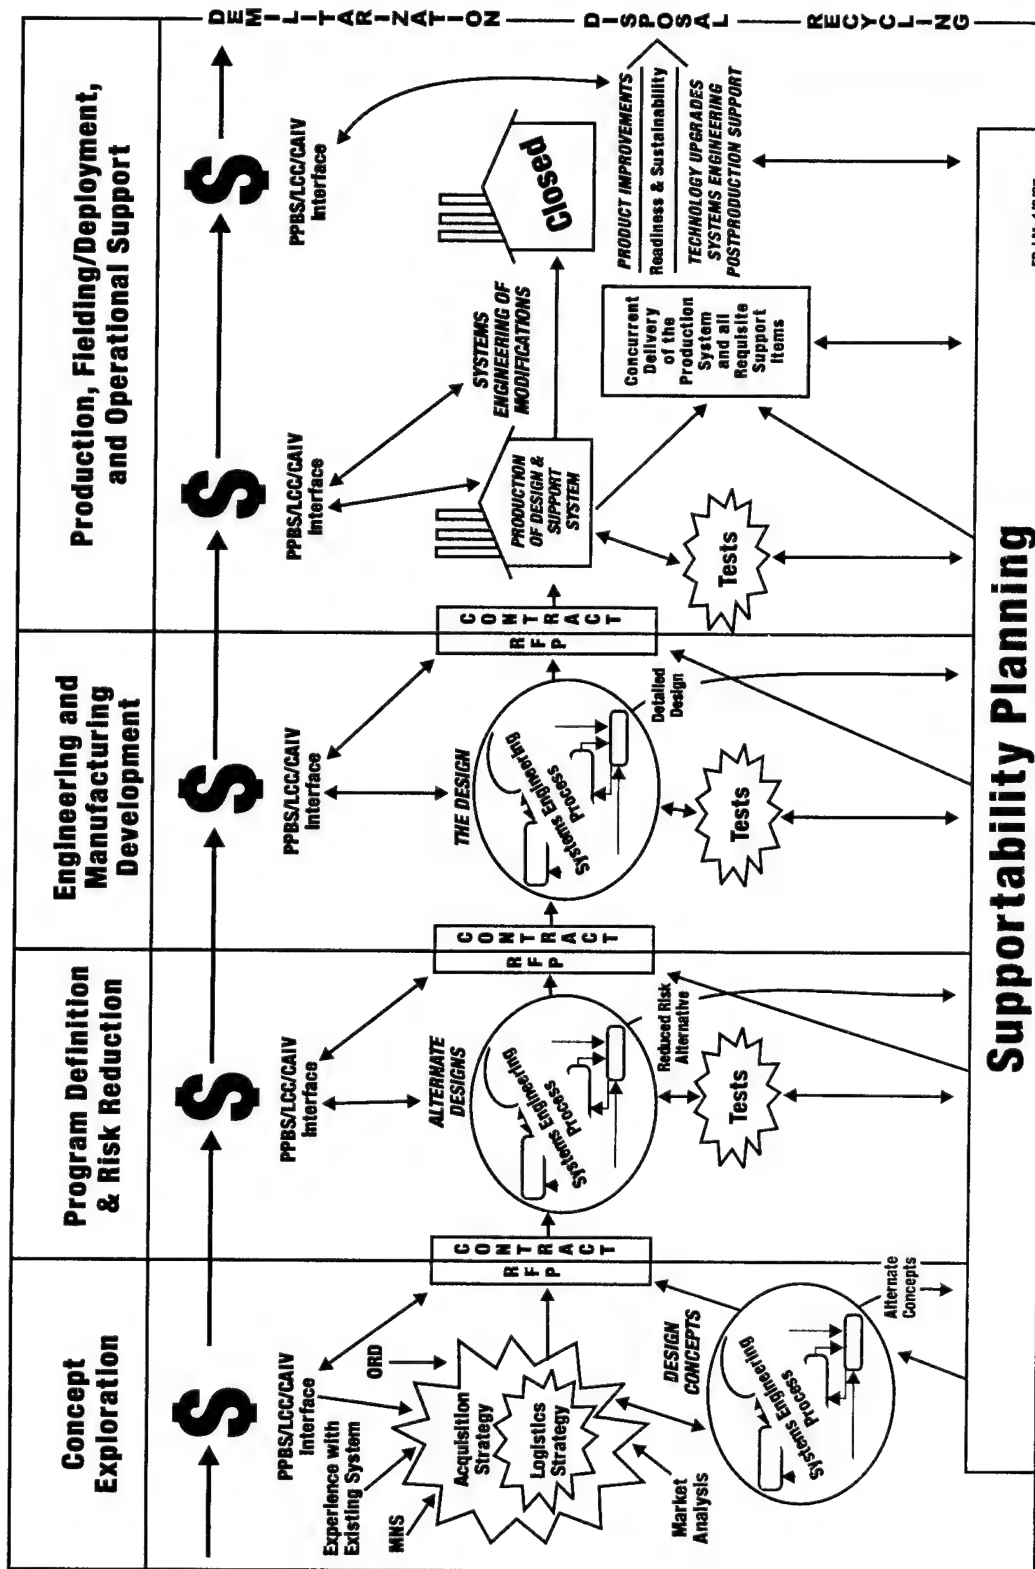 Concept
Exploration
Program Definition
& Risk Reduction
Engineering and
Manufacturing
Development
Production, Fielding/Deployment,
and Operational Support
$
$
$
$
$
PPBS/LCC/CAIV
Interface
Experience with
Existing System
MNS
ORD
Acquisition
Strategy
Logistics
Strategy
Market
Analysis
DESIGN
CONCEPTS
Systems Engineering
Process
Alternate
Concepts
RFP
CONTRACT
PPBS/LCC/CAIV
Interface
ALTERNATE
DESIGNS
Systems Engineering
Process
Reduced Risk
Alternative
Tests
RFP
CONTRACT
PPBS/LCC/CAIV
Interface
THE DESIGN
Systems Engineering
Process
Detailed
Design
Tests
RFP
CONTRACT
PPBS/LCC/CAIV
Interface
PRODUCTION
OF DESIGN &
SUPPORT
SYSTEM
Tests
SYSTEMS
ENGINEERING OF
MODIFICATIONS
Concurrent
Delivery
of the
Production
System
and all
Requisite
Support
Items
PPBS/LCC/CAIV
Interface
Closed
PRODUCT IMPROVEMENTS
Readiness & Sustainability
TECHNOLOGY UPGRADES
SYSTEMS ENGINEERING
POSTPRODUCTION SUPPORT
DEMILITARIZATION
DISPOSAL
RECYCLING
Supportability Planning